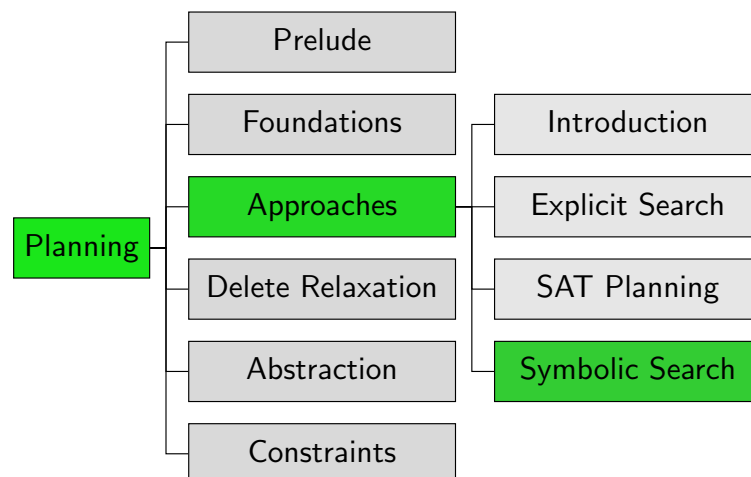 Planning
Prelude
Foundations
Approaches
Delete Relaxation
Abstraction
Constraints
Introduction
Explicit Search
SAT Planning
Symbolic Search